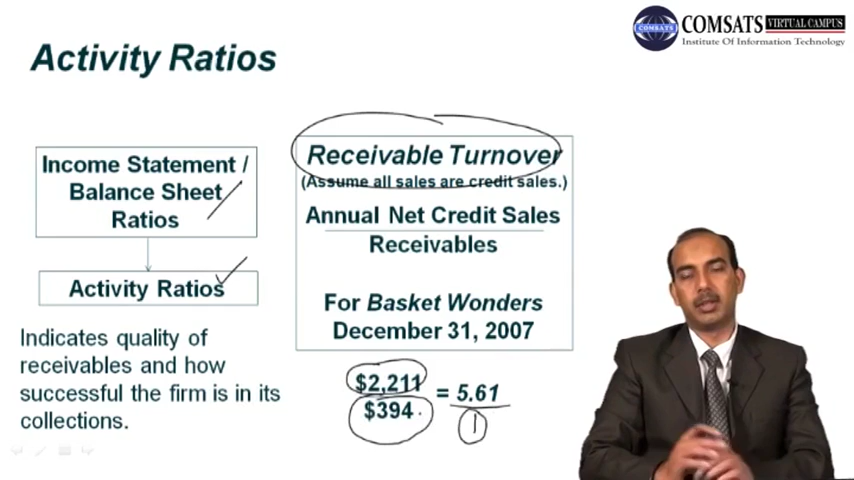 COMSATS VIRTUAL CAMPUS
COMSATS
Institute Of Information Technology
Activity Ratios
Income Statement /
Balance Sheet
Ratios
Activity Ratios
Indicates quality of
receivables and how
successful the firm is in its
collections.
Receivable Turnover
(Assume all sales are credit sales.)
Annual Net Credit Sales
Receivables
For Basket Wonders
December 31, 2007
$2,211
$394
= 5.61
1